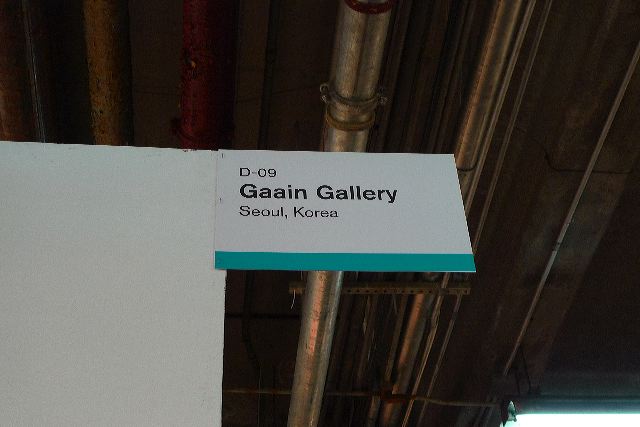 D-09
Gaain Gallery
Seoul, Korea